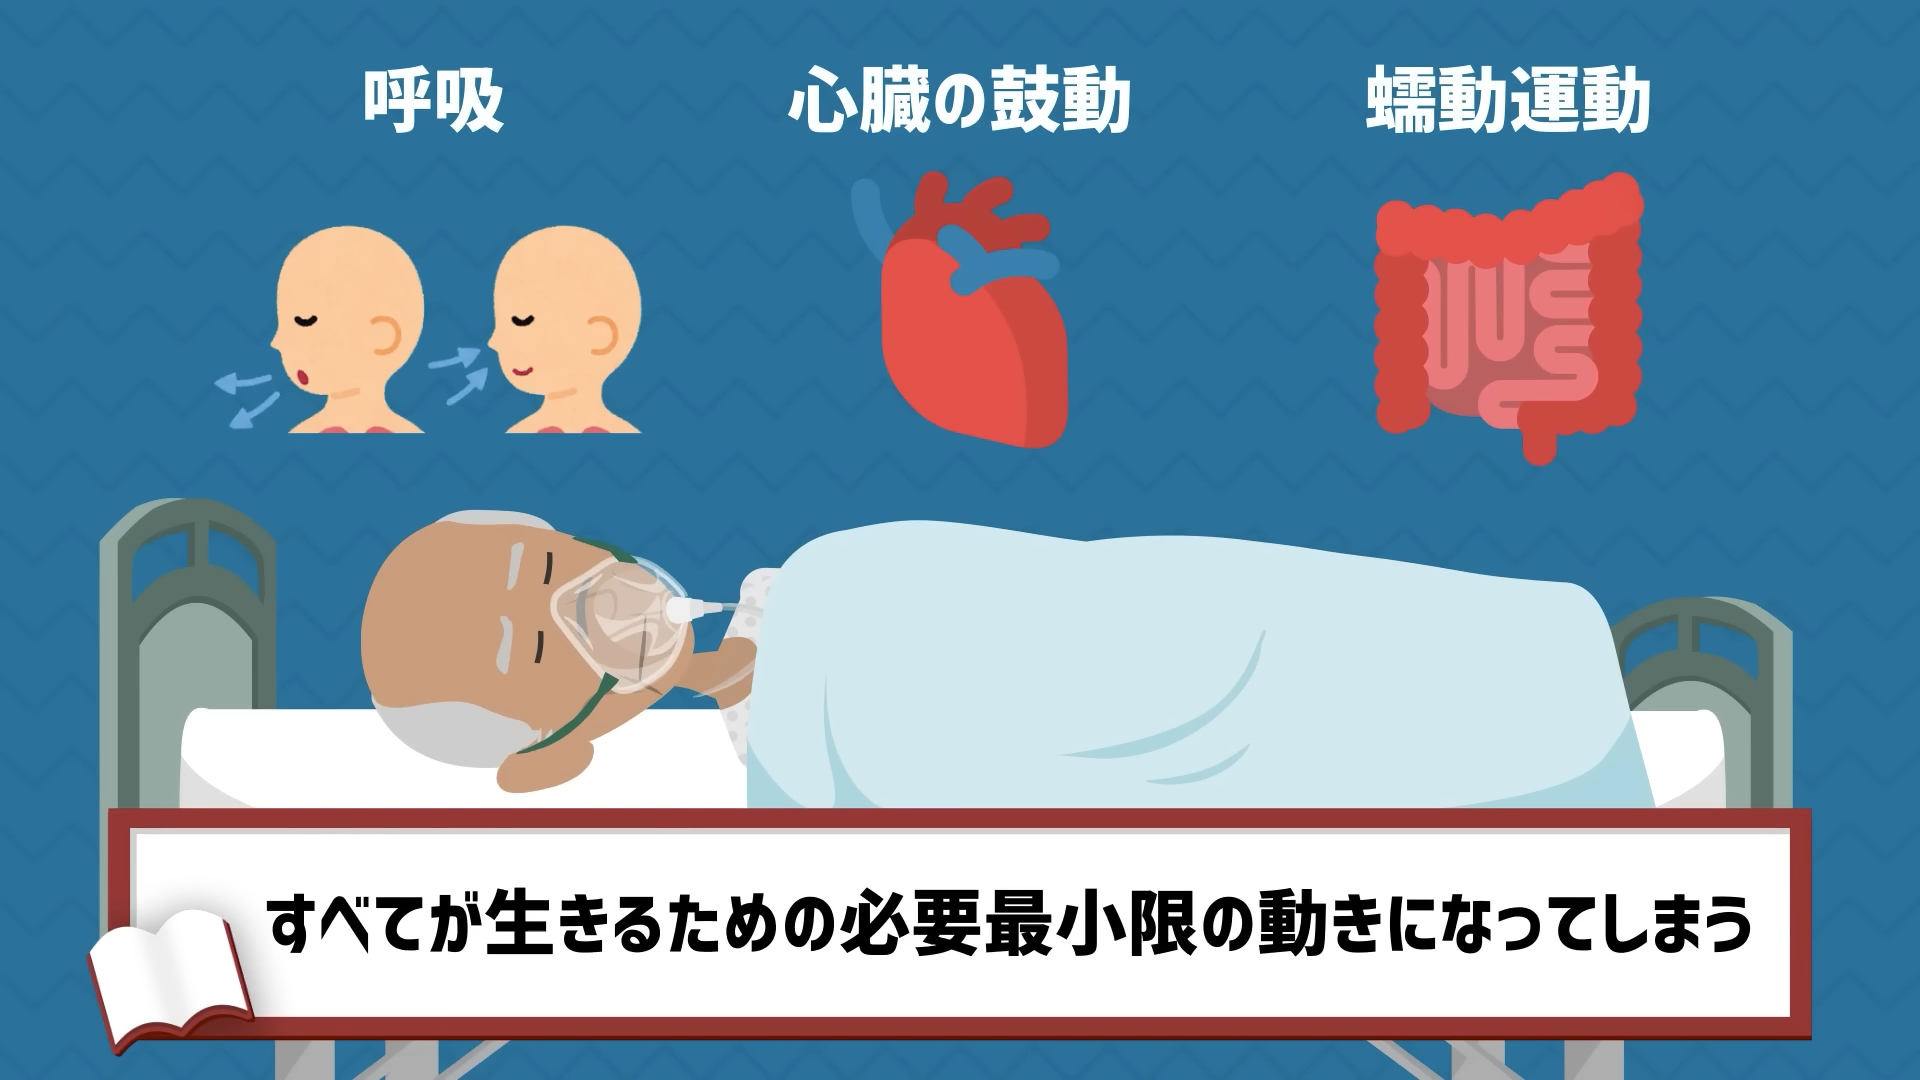 呼吸
心臓の鼓動
蠕動運動
すべてが生きるための必要最小限の動きになってしまう